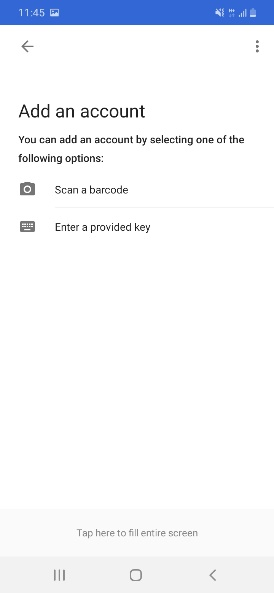 11:45
Add an account
You can add an account by selecting one of the
following options:
Scan a barcode
Enter a provided key
Tap here to fill entire screen